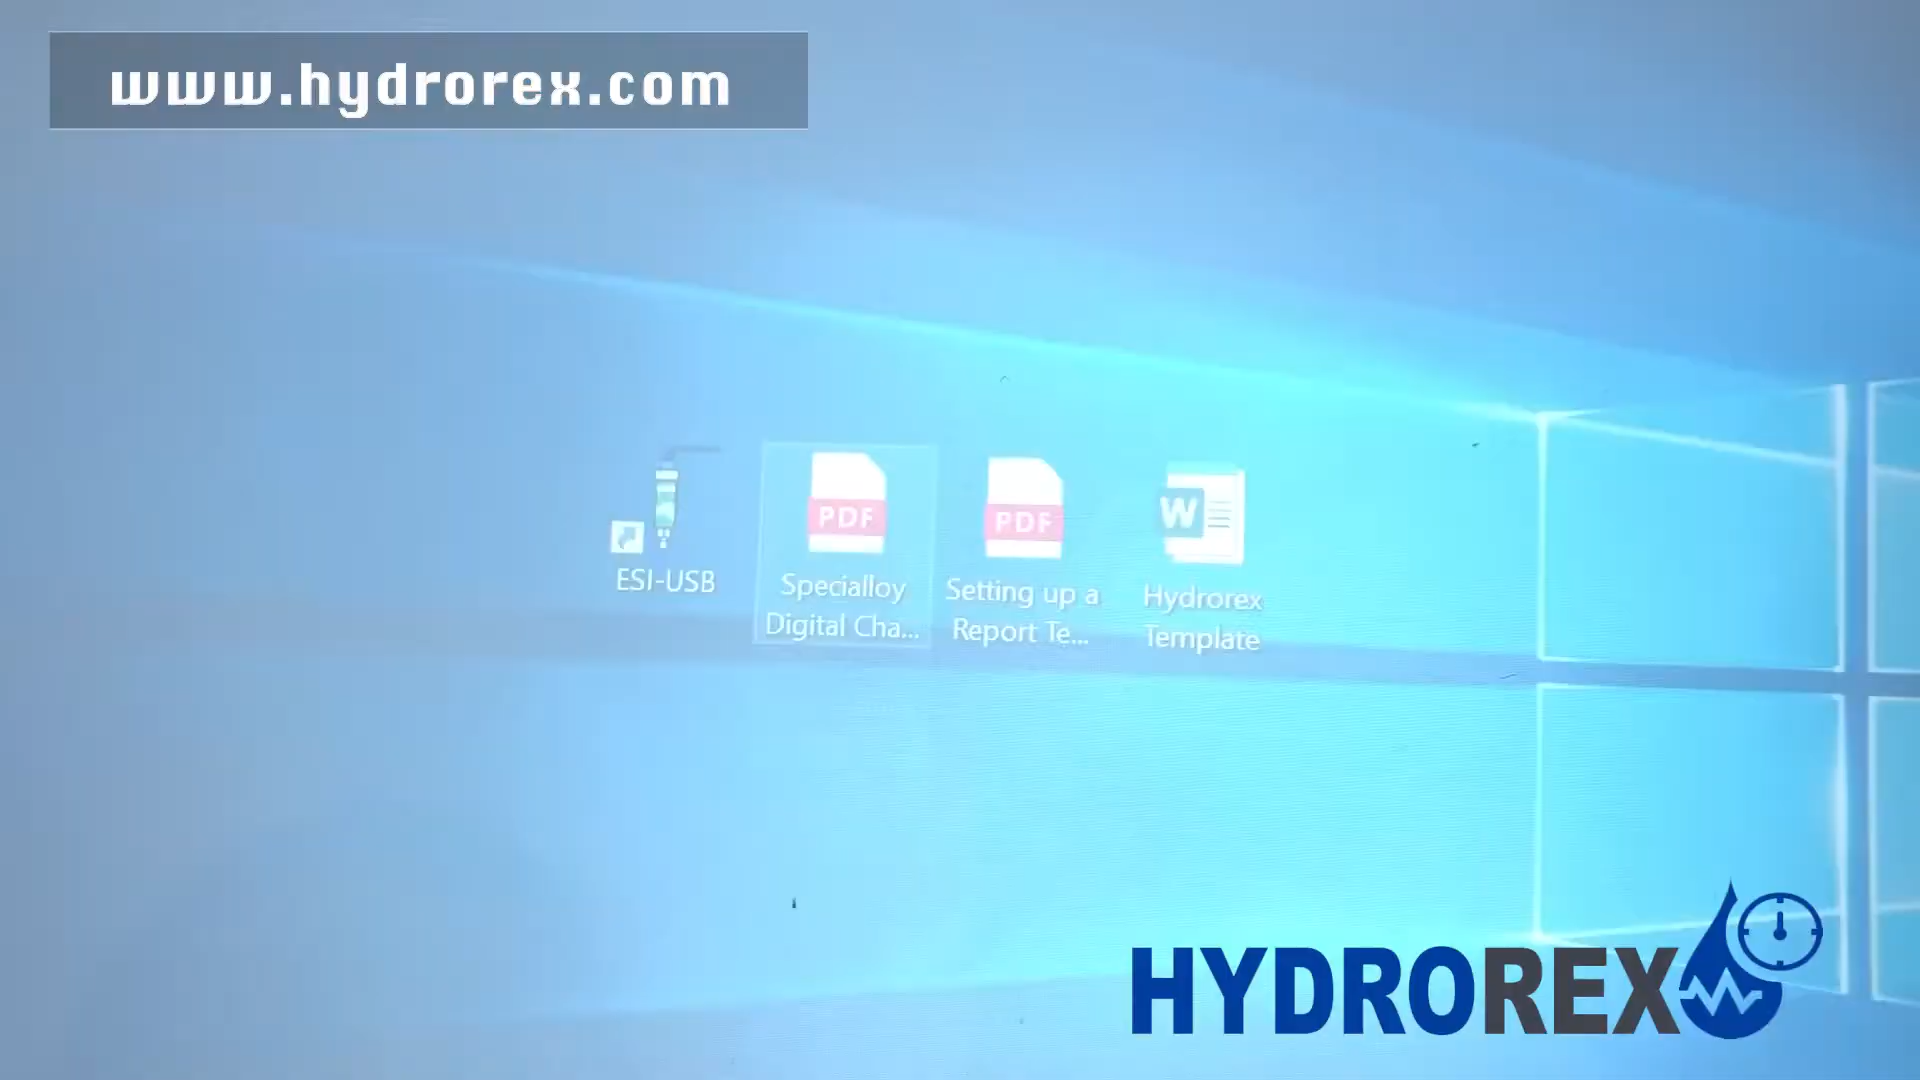 www.hydrorex.com
PDF
PDF
W
ESI-USB
Specialloy
Digital Cha...
Setting up a
Report Te...
Hydrorex
Template
HYDROREX